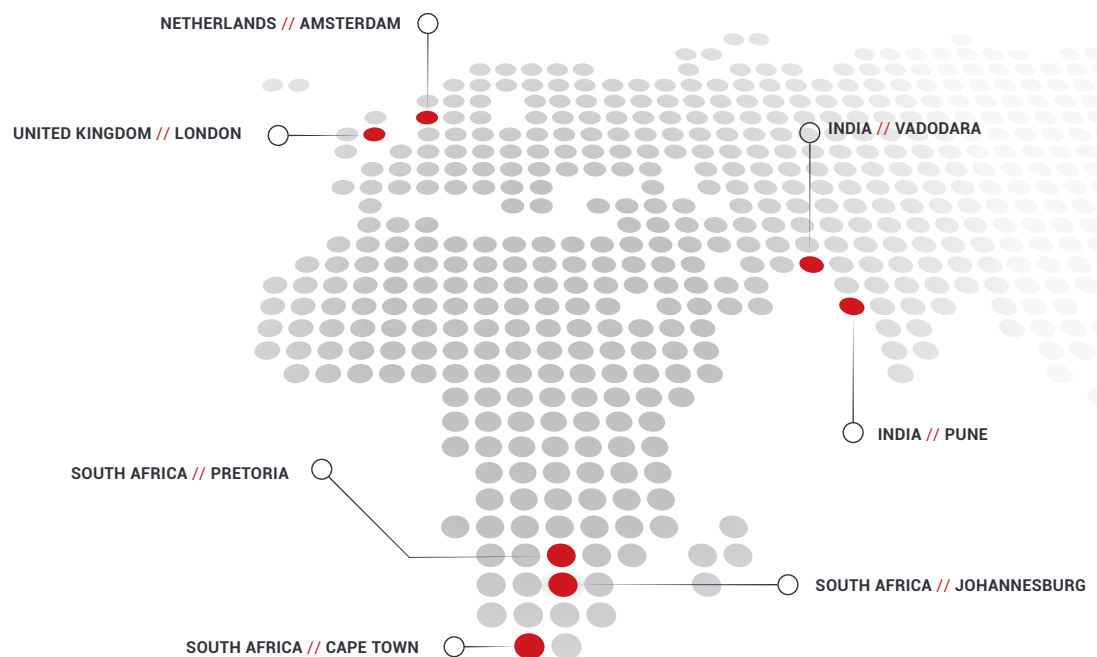 NETHERLANDS // AMSTERDAM
UNITED KINGDOM // LONDON
INDIA // VADODARA
INDIA // PUNE
SOUTH AFRICA // PRETORIA
SOUTH AFRICA // JOHANNESBURG
SOUTH AFRICA // CAPE TOWN